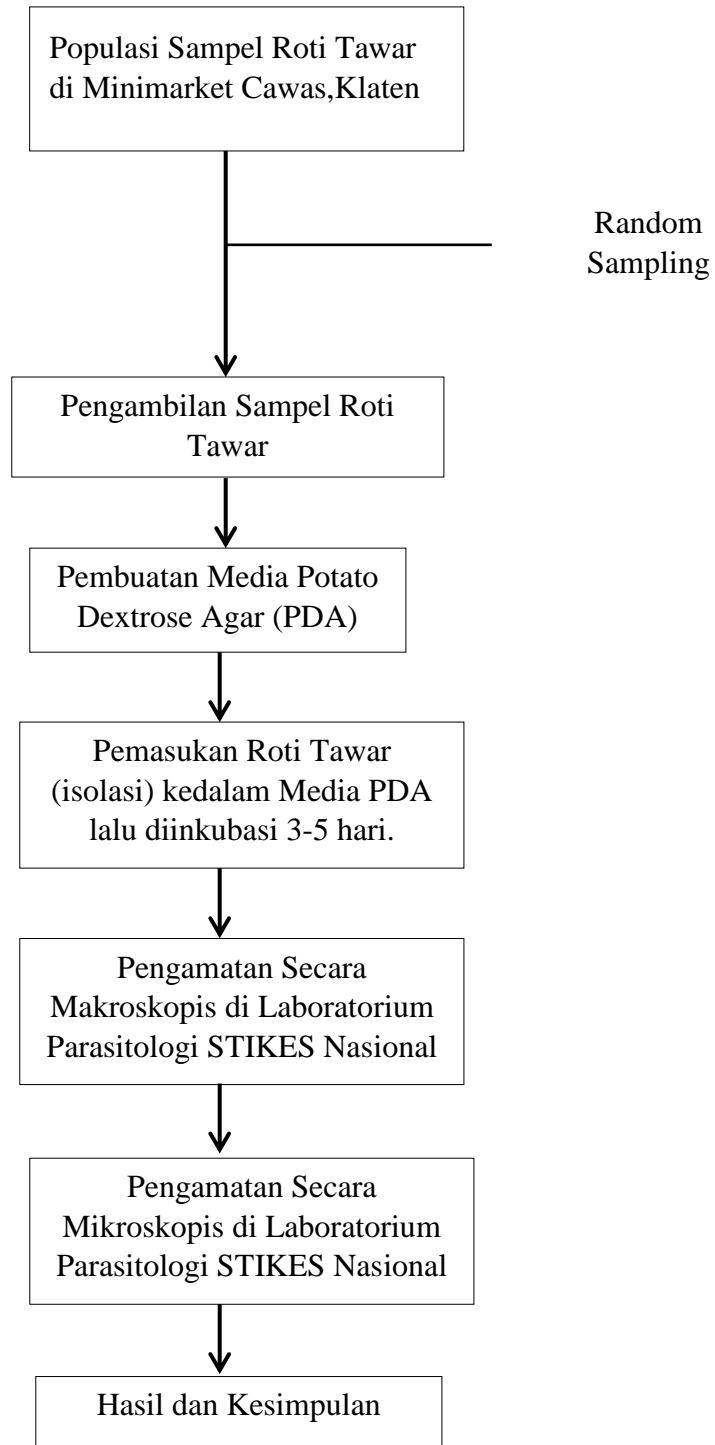 Populasi Sampel Roti Tawar
di Minimarket Cawas,Klaten
Random
Sampling
Pengambilan Sampel Roti
Tawar
Pembuatan Media Potato
Dextrose Agar (PDA)
Pemasukan Roti Tawar
(isolasi) kedalam Media PDA
lalu diinkubasi 3-5 hari.
Pengamatan Secara
Makroskopis di Laboratorium
Parasitologi STIKES Nasional
Pengamatan Secara
Mikroskopis di Laboratorium
Parasitologi STIKES Nasional
Hasil dan Kesimpulan